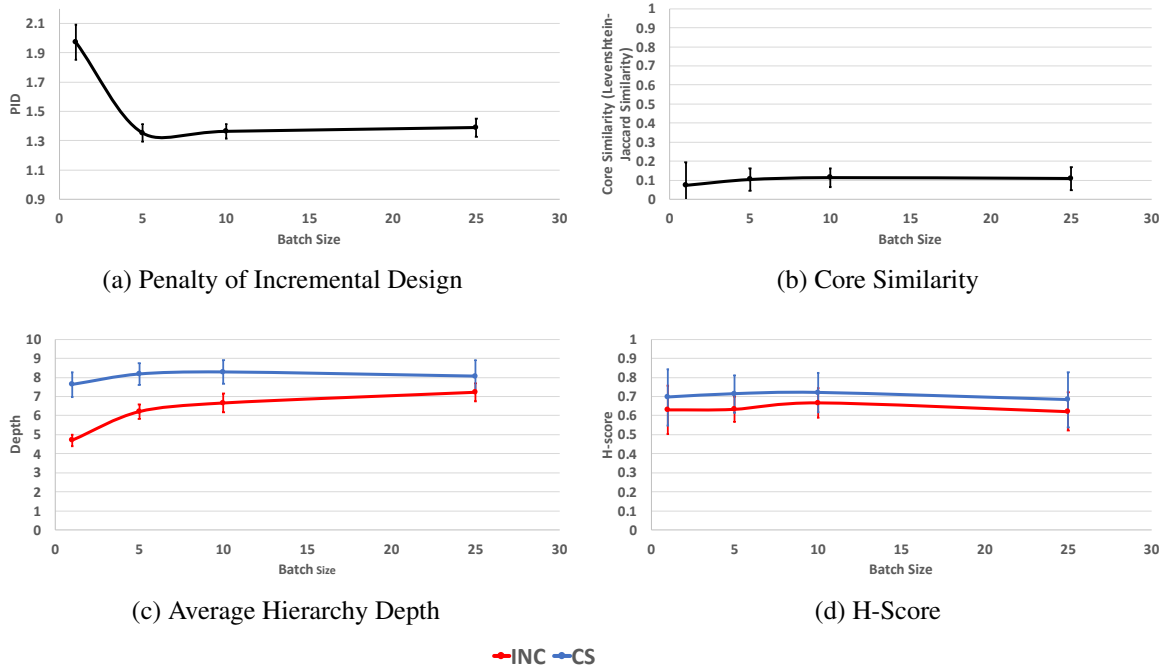 2.1
1.9
1.7
1.5
1.3
1.1
0.9
PID
0 5 10 15 20 25 30
Batch Size
(a) Penalty of Incremental Design
1
0.9
0.8
0.7
0.6
0.5
0.4
0.3
0.2
0.1
0
Core Similarity (Levenshtein-
Jaccard Similarity)
0 5 10 15 20 25 30
Batch Size
(b) Core Similarity
10
9
8
7
6
5
4
3
2
1
0
Depth
0 5 10 15 20 25 30
Batch Size
(c) Average Hierarchy Depth
1
0.9
0.8
0.7
0.6
0.5
0.4
0.3
0.2
0.1
0
H-score
0 5 10 15 20 25 30
Batch Size
(d) H-Score
INC CS